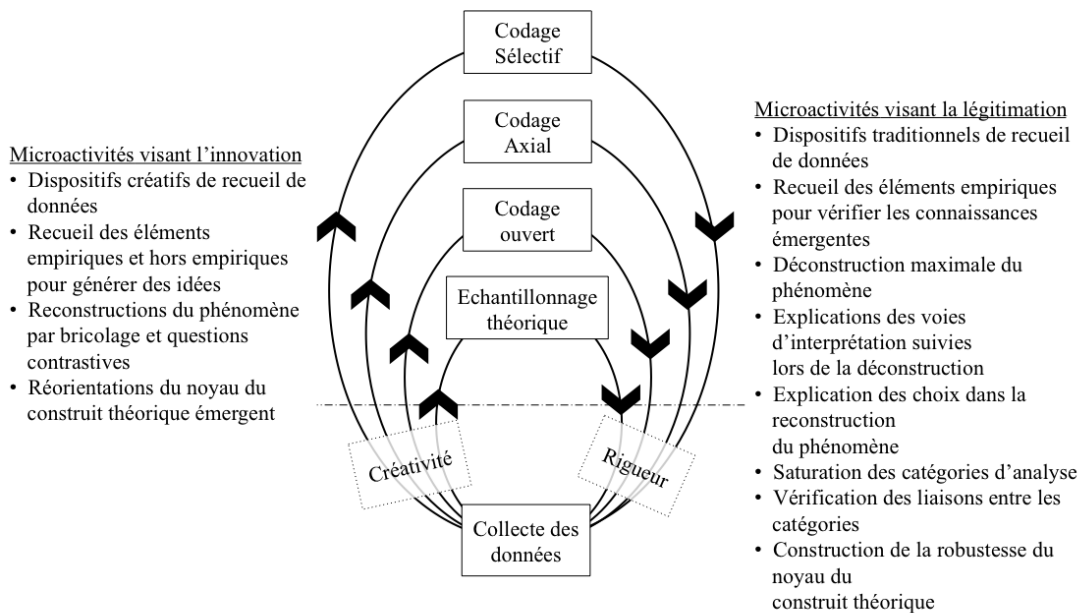 Microactivités visant l'innovation
• Dispositifs créatifs de recueil de
données
• Recueil des éléments
empiriques et hors empiriques
pour générer des idées
• Reconstructions du phénomène
par bricolage et questions
contrastives
• Réorientations du noyau du
construit théorique émergent
Codage
Sélectif
Codage
Axial
Codage
ouvert
Echantillonnage
théorique
Créativité
Rigueur
Collecte des
données
Microactivités visant la légitimation
• Dispositifs traditionnels de recueil
de données
• Recueil des éléments empiriques
pour vérifier les connaissances
émergentes
• Déconstruction maximale du
phénomène
• Explications des voies
d'interprétation suivies
lors de la déconstruction
• Explication des choix dans la
reconstruction
du phénomène
• Saturation des catégories d'analyse
• Vérification des liaisons entre les
catégories
• Construction de la robustesse du
noyau du
construit théorique